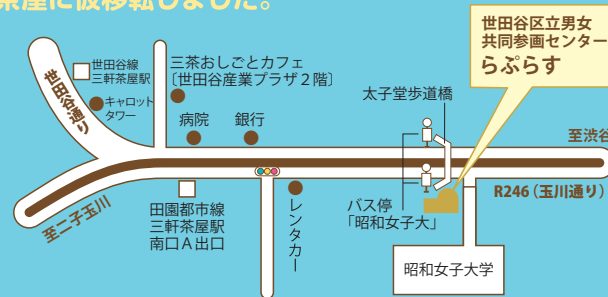 茶屋に仮移転しました。
世田谷区立男女
共同参画センター
らぷらす
世田谷通り
世田谷線
三軒茶屋駅
キャロット
タワー
三茶おしごとカフェ
〔世田谷産業プラザ２階〕
病院
銀行
太子堂歩道橋
至渋谷
R246（玉川通り）
至二子玉川
田園都市線
三軒茶屋駅
南口Ａ出口
レンタカー
バス停
「昭和女子大」
昭和女子大学